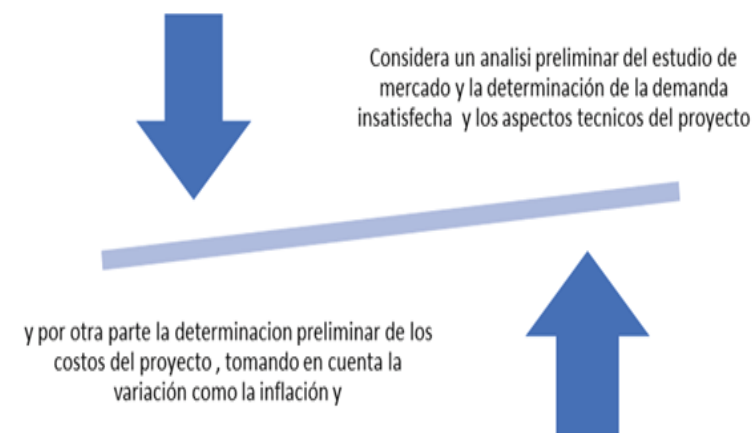 Considera un analisi preliminar del estudio de
mercado y la determinación de la demanda
insatisfecha y los aspectos tecnicos del proyecto
y por otra parte la determinacion preliminar de los
costos del proyecto , tomando en cuenta la
variación como la inflación y